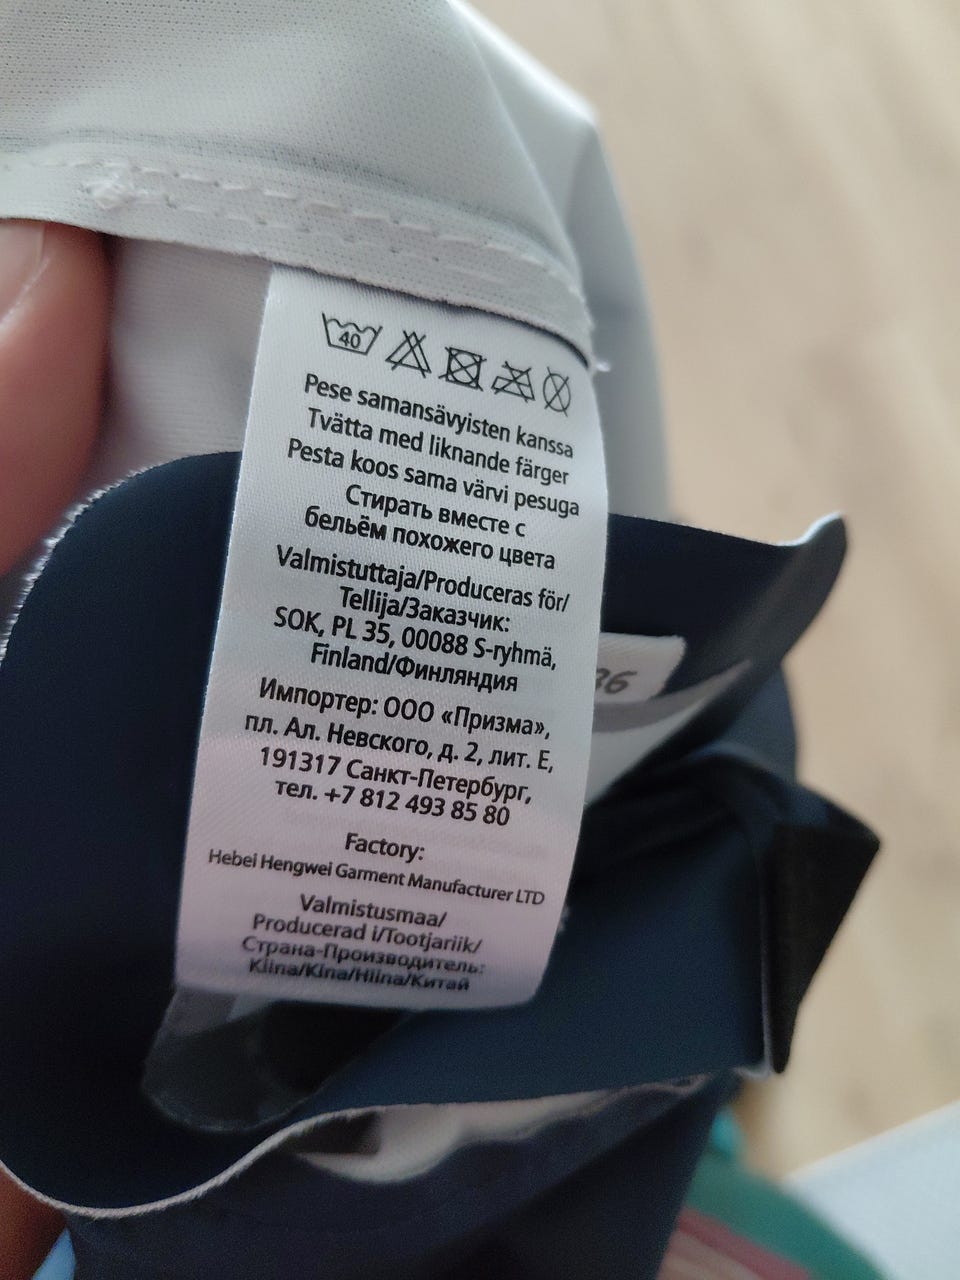 40
Pese samansävyisten kanssa
Tvätta med liknande färger
Pesta koos sama värvi pesuga
Стирать вместе с
бельём похожего цвета
Valmistuttaja/Produceras för/
Tellija/Заказчик:
SOK, PL 35, 00088 S-ryhmä,
Finland/Финляндия
Импортер: ООО «Призма»,
пл. Ал. Невского, д. 2, лит. Е,
191317 Санкт-Петербург,
тел. +7 812 493 85 80
Factory:
Hebei Hengwei Garment Manufacturer LTD
Valmistusmaa/
Producerad i/Tootjariik/
Страна-Производитель:
Kiina/Kina/Hiina/Китай